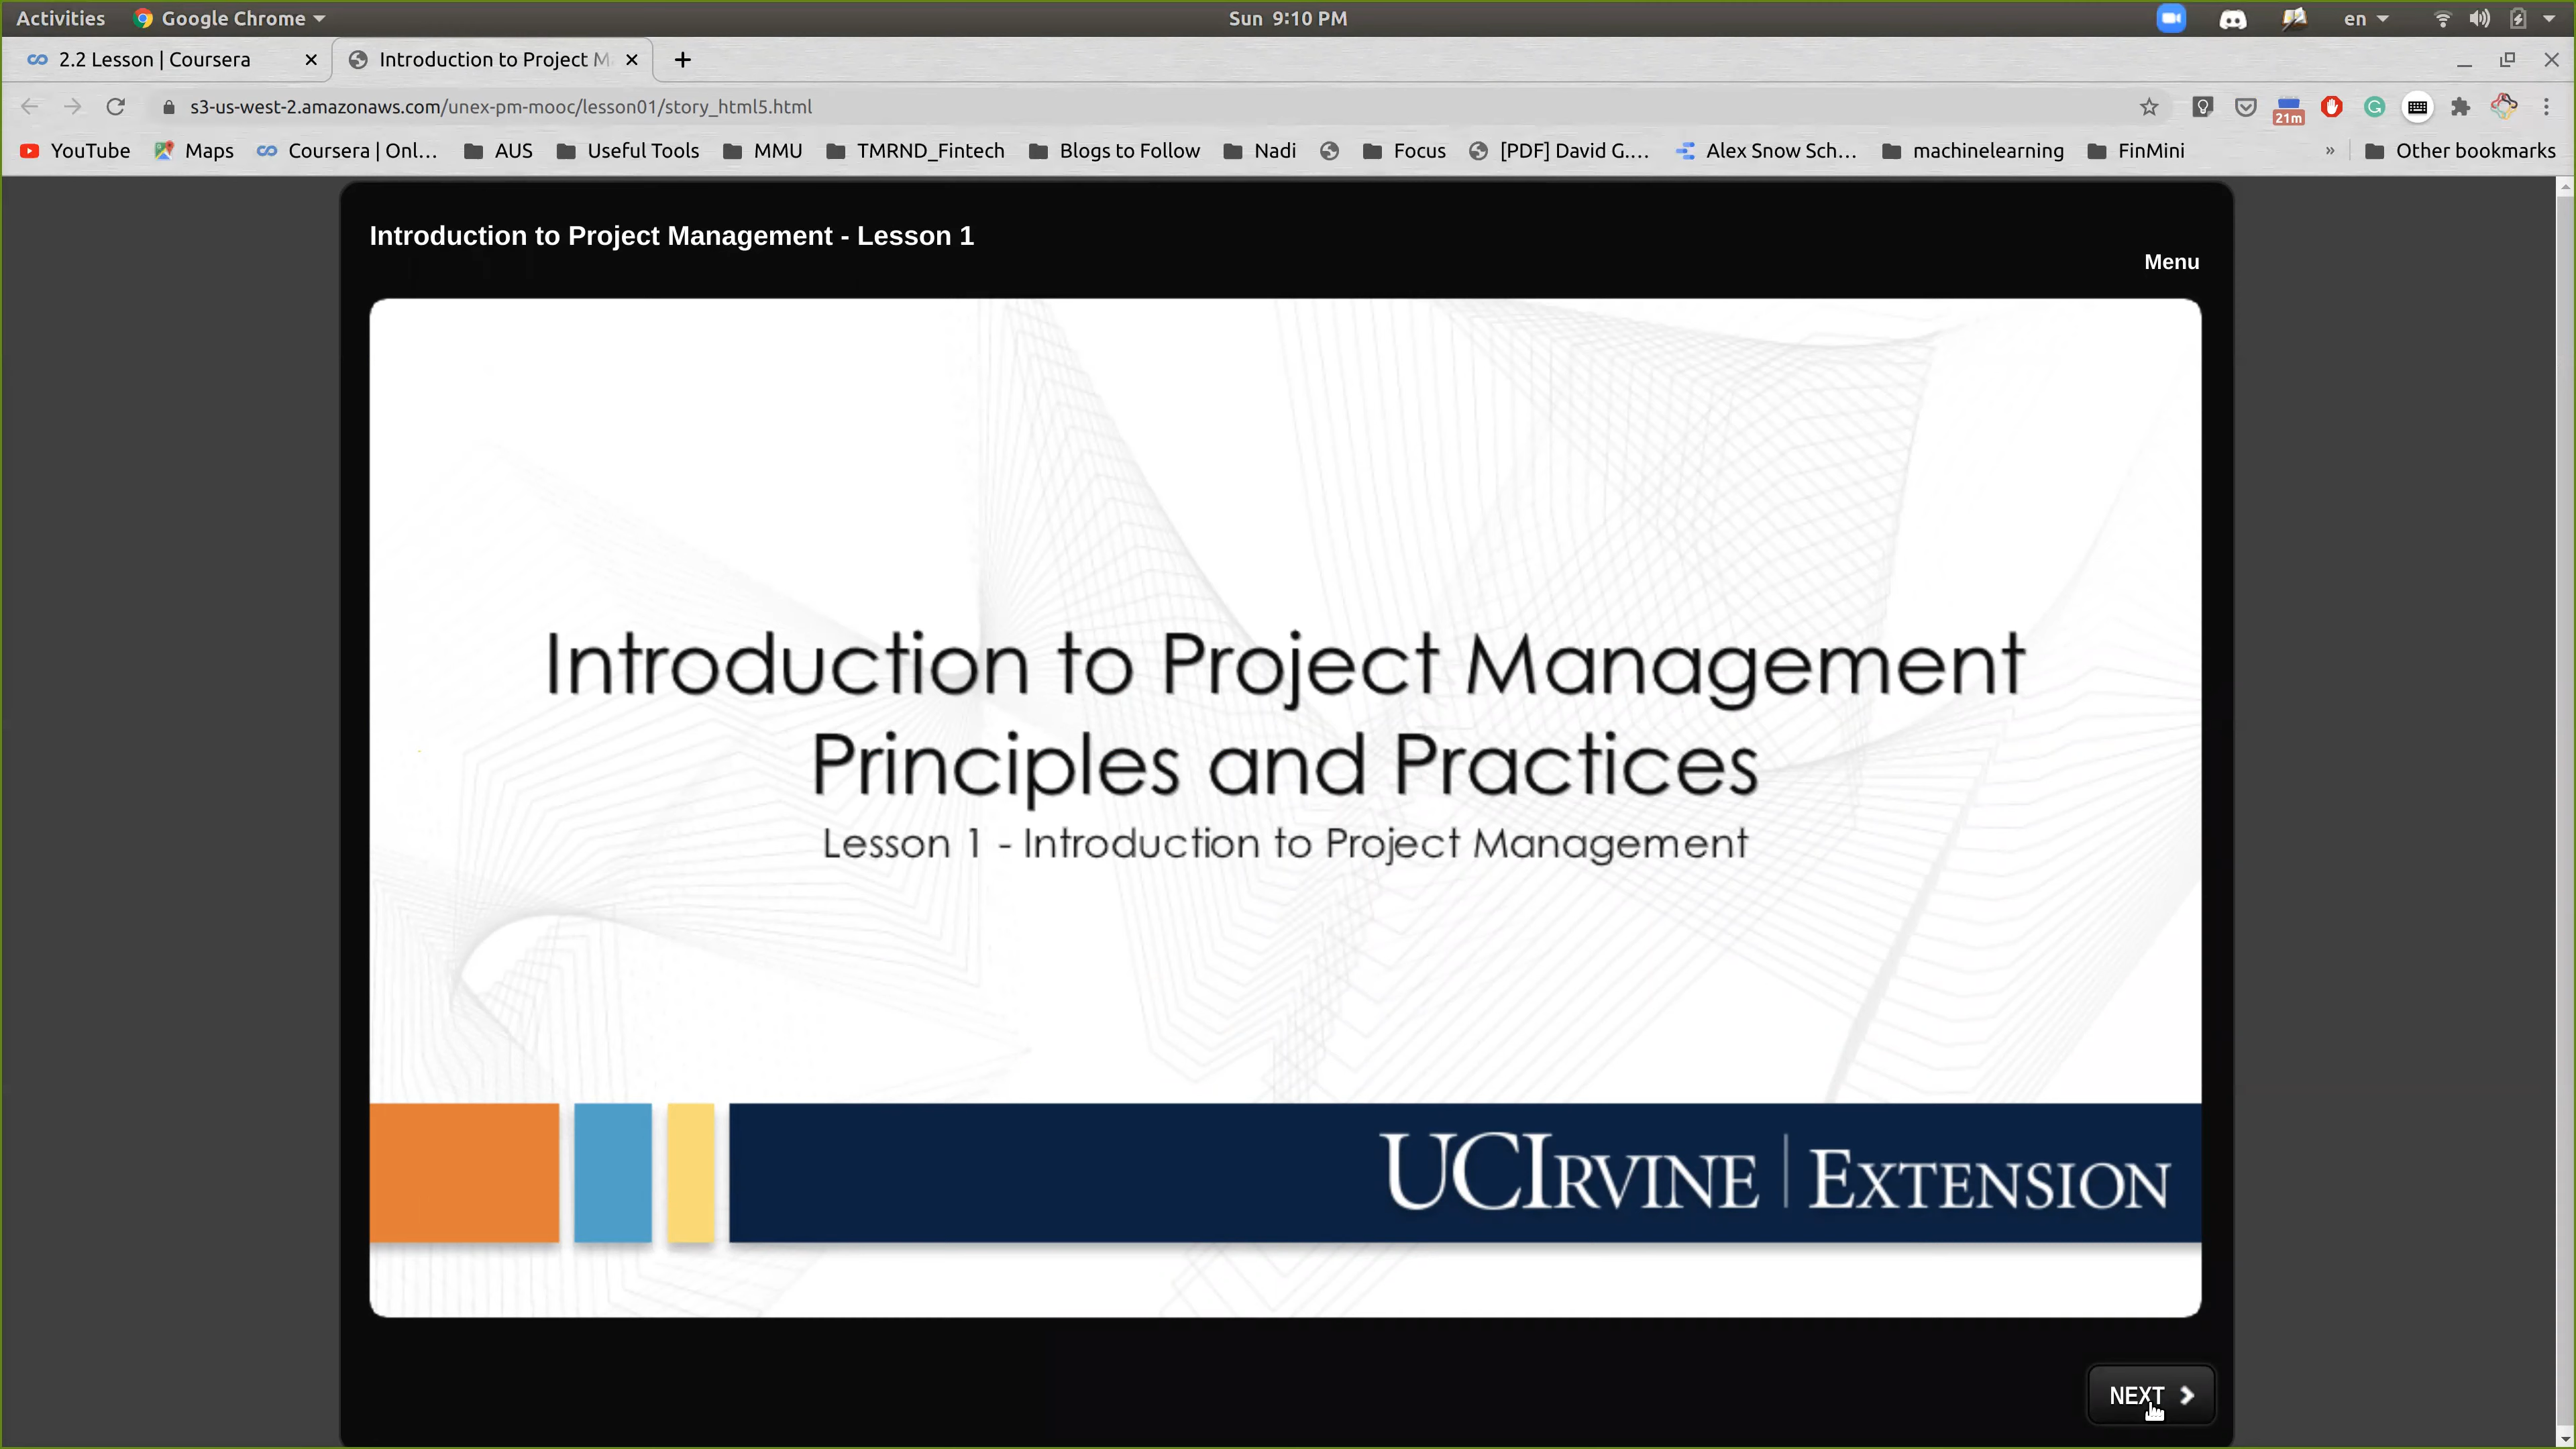 Activities
Google Chrome
Sun 9:10 PM
en
2.2 Lesson | Coursera
Introduction to Project M
s3-us-west-2.amazonaws.com/unex-pm-mooc/lesson01/story_html5.html
21m
YouTube
Maps
Coursera | Onl...
AUS
Useful Tools
MMU
TMRND_Fintech
Blogs to Follow
Nadi
Focus
[PDF] David G....
Alex Snow Sch...
machinelearning
FinMini
»
Other bookmarks
Introduction to Project Management - Lesson 1
Menu
Introduction to Project Management
Principles and Practices
Lesson 1 - Introduction to Project Management
UCIRVINE | EXTENSION
NEXT